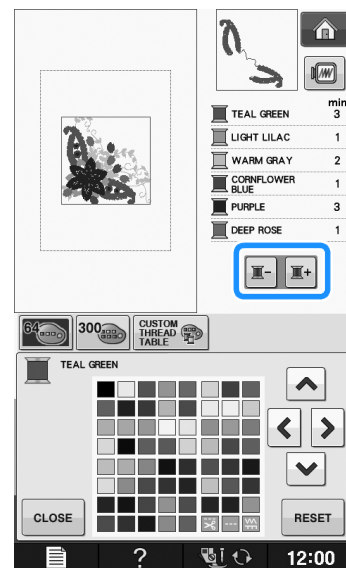 min
TEAL GREEN 3
LIGHT LILAC 1
WARM GRAY 2
CORNFLOWER
BLUE 1
PURPLE 3
DEEP ROSE 1
- +
64 300 CUSTOM
THREAD
TABLE
TEAL GREEN
CLOSE
RESET
? 12:00